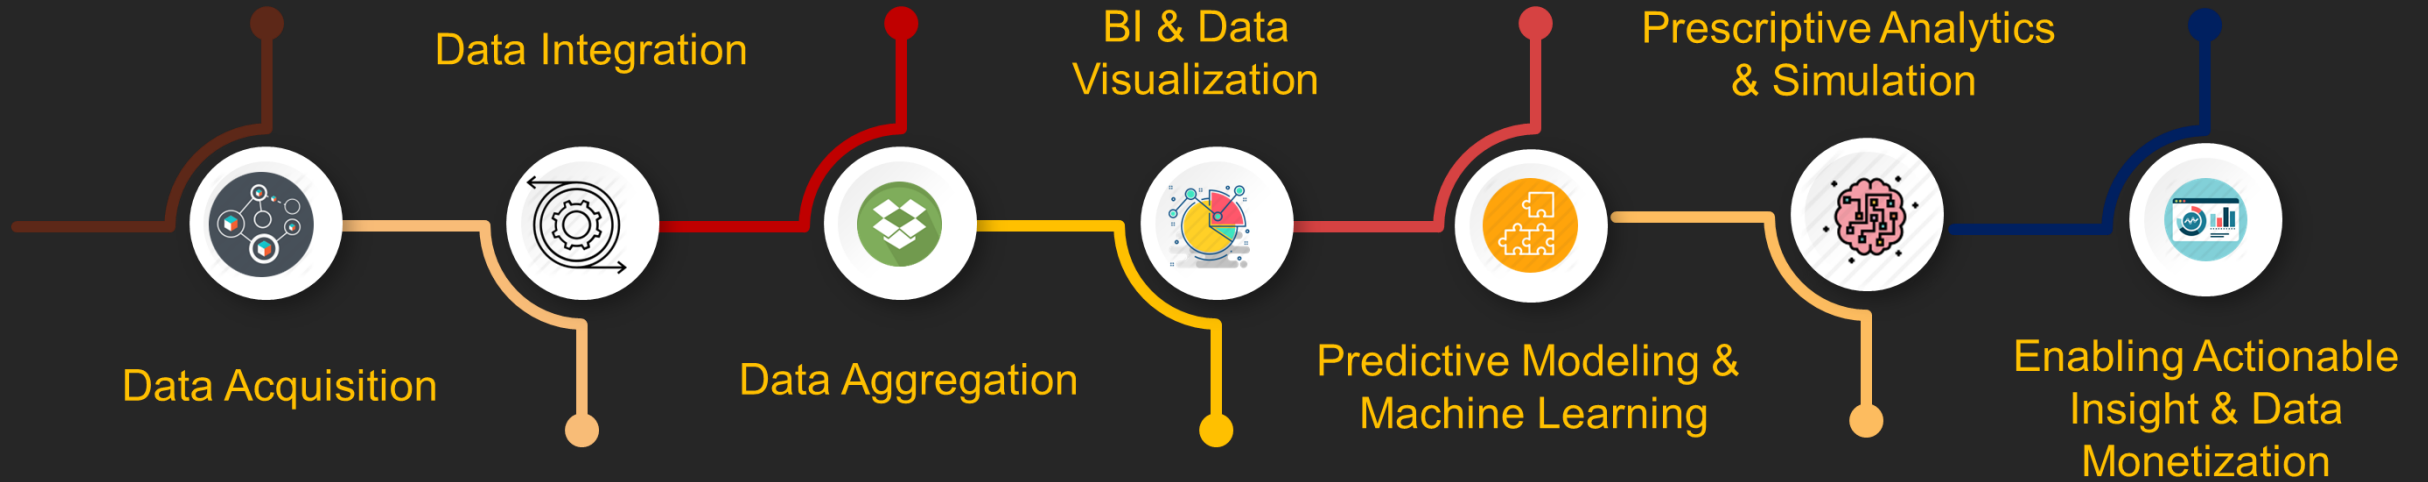 Data Acquisition
Data Integration
Data Aggregation
BI & Data
Visualization
Predictive Modeling &
Machine Learning
Prescriptive Analytics
& Simulation
Enabling Actionable
Insight & Data
Monetization